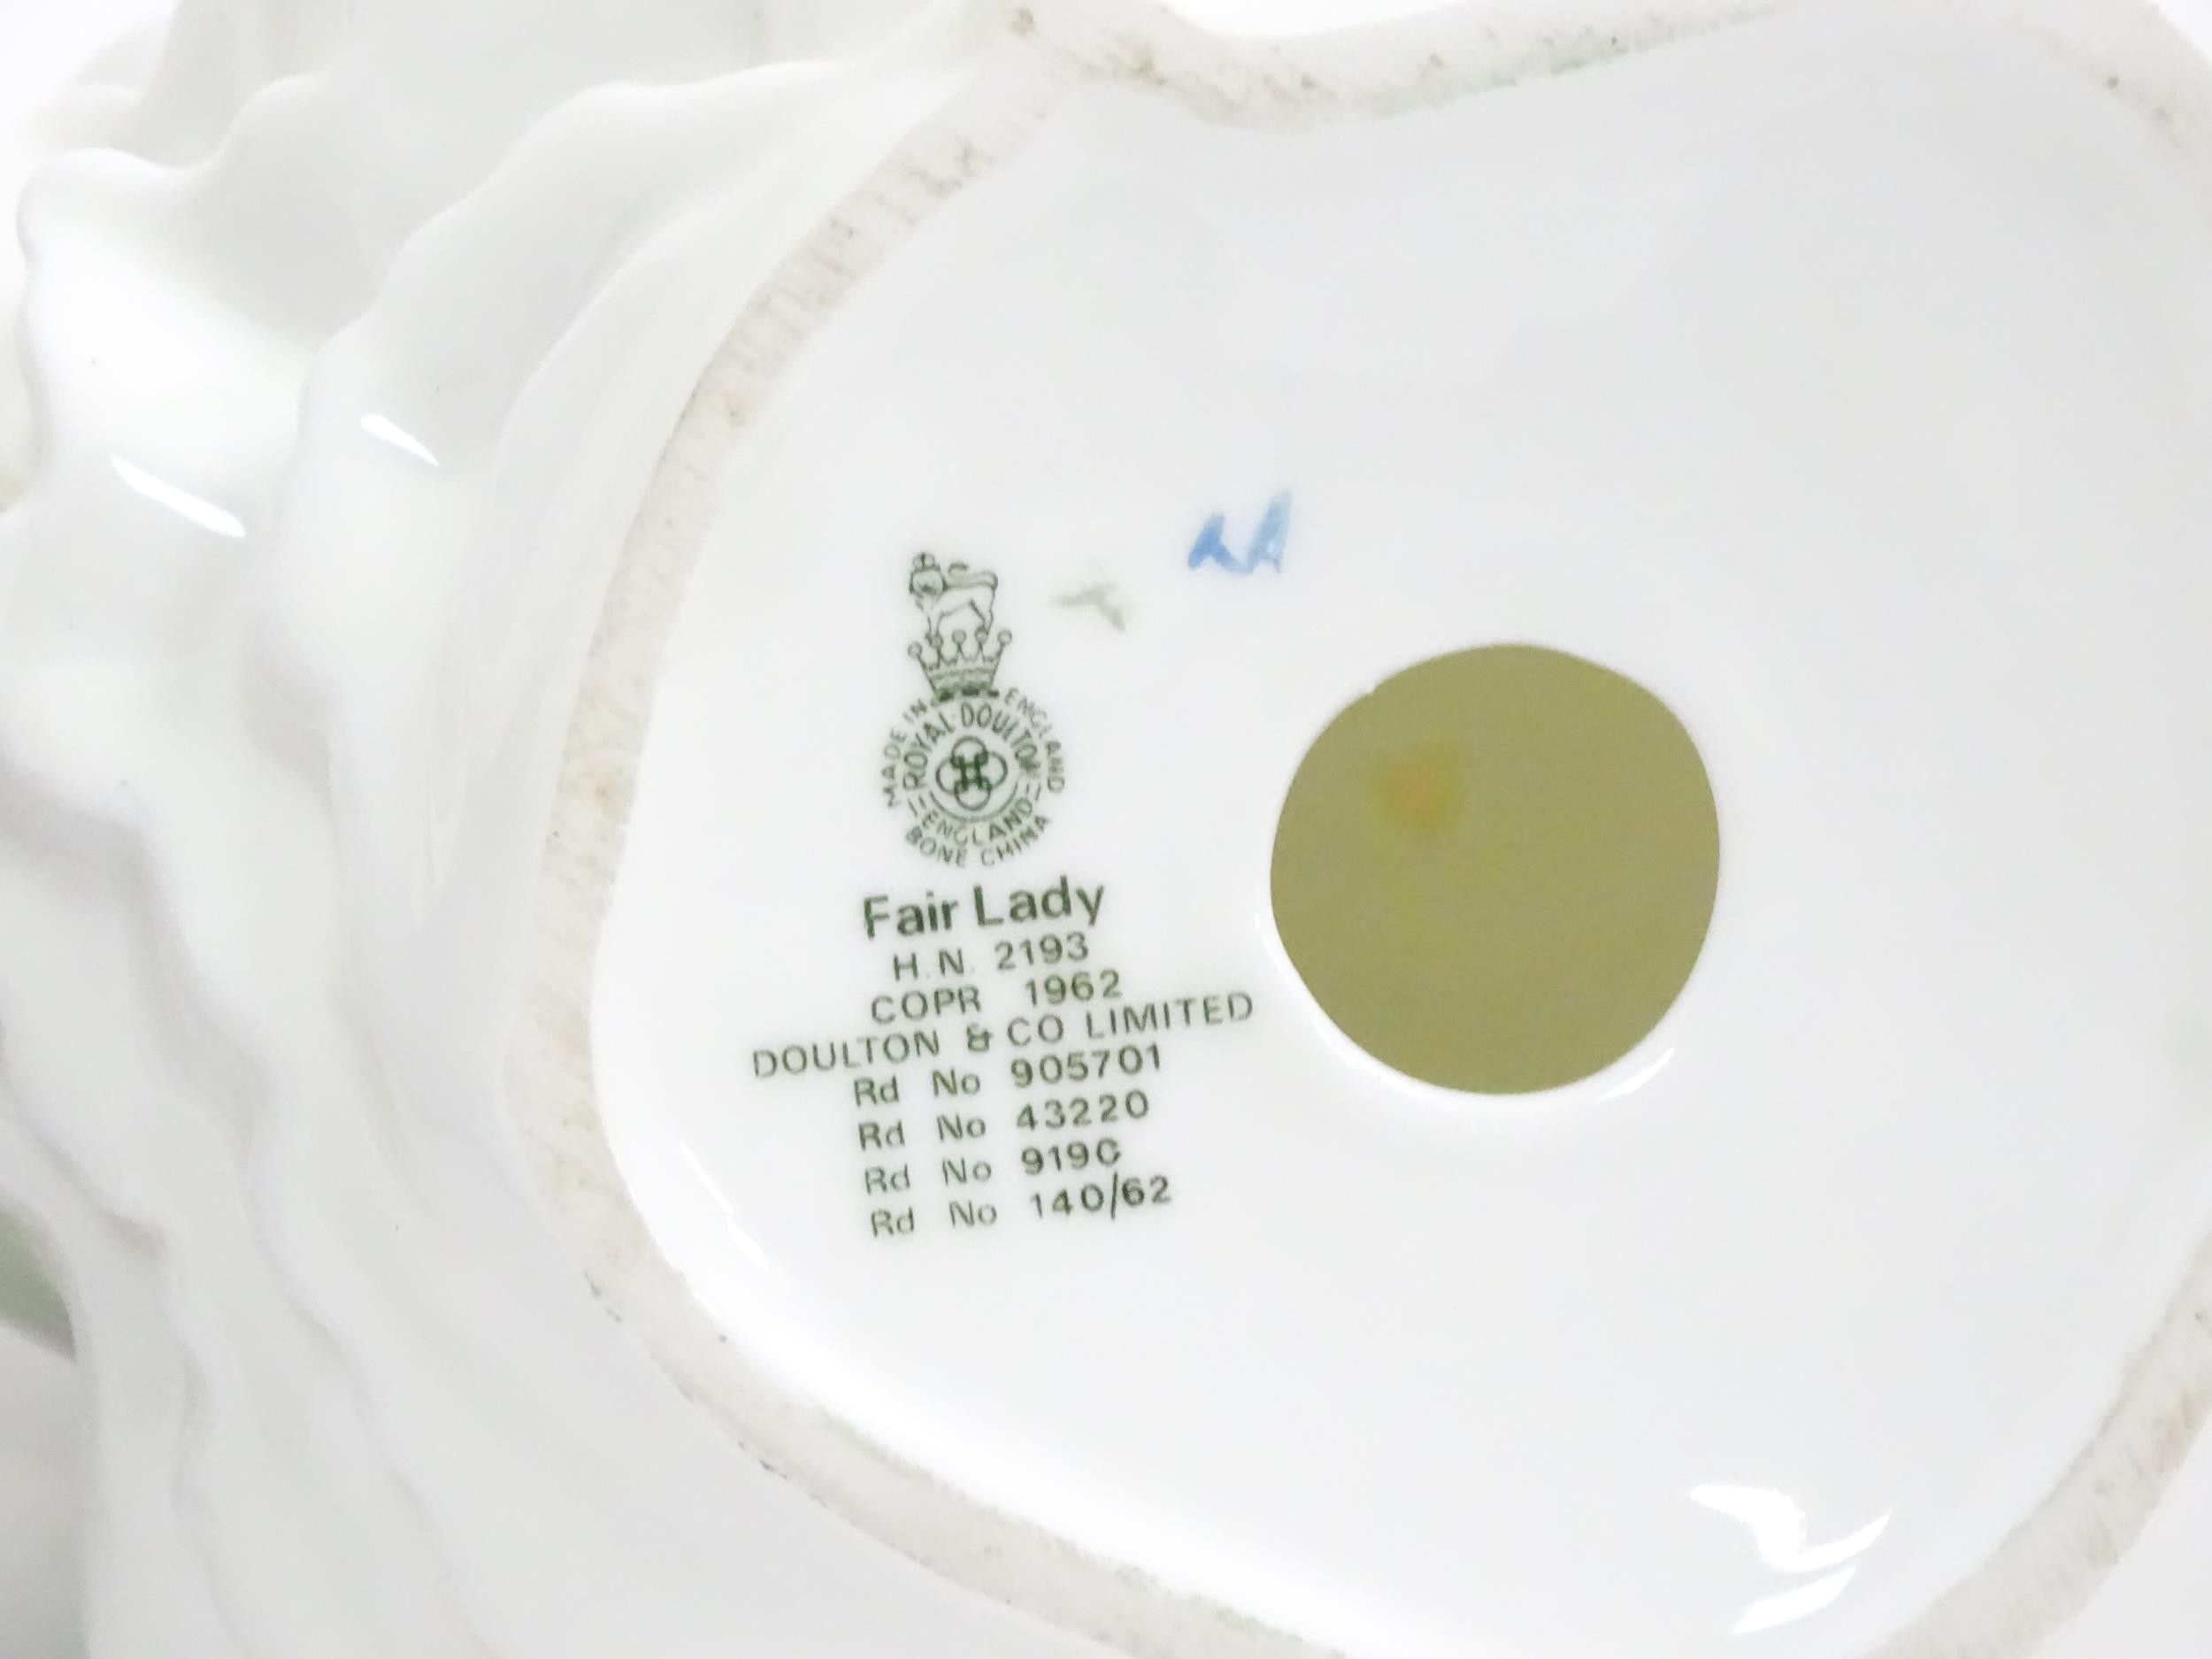 MADE IN ENGLAND
ROYAL DOULTON
ENGLAND
BONE CHINA
Fair Lady
H.N. 2193
COPR 1962
DOULTON & CO LIMITED
Rd No 905701
Rd No 43220
Rd No 919C
Rd No 140/62